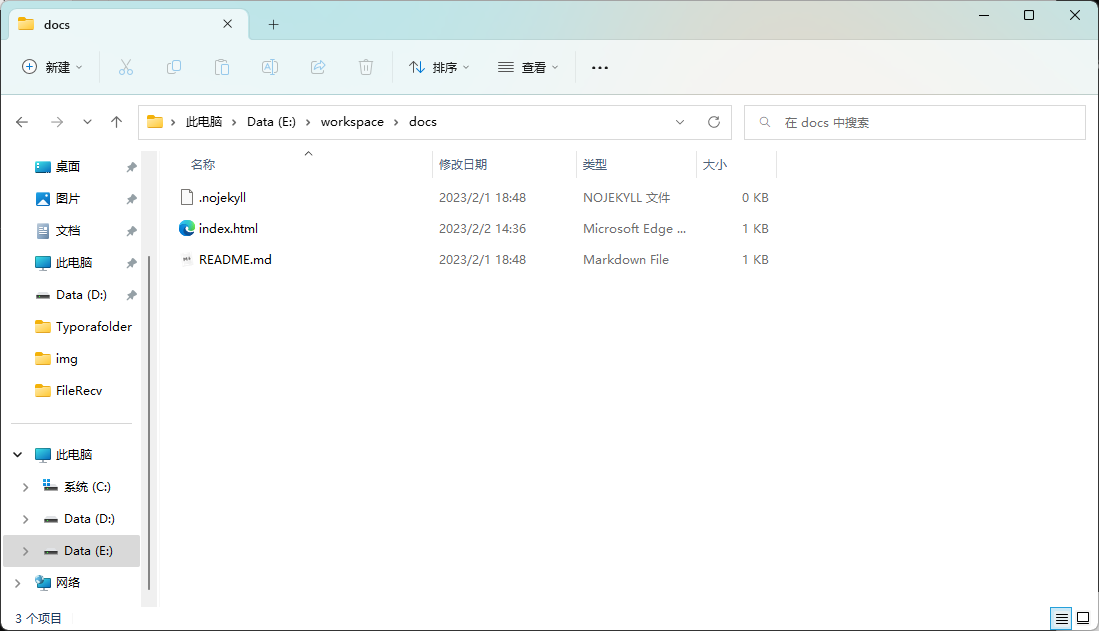 docs
新建
排序
查看
此电脑 > Data (E:) > workspace > docs
在 docs 中搜索
桌面
图片
文档
此电脑
Data (D:)
Typorafolder
img
FileRecv
此电脑
系统 (C:)
Data (D:)
Data (E:)
网络
名称 修改日期 类型 大小
.nojekyll 2023/2/1 18:48 NOJEKYLL 文件 0 KB
index.html 2023/2/2 14:36 Microsoft Edge ... 1 KB
README.md 2023/2/1 18:48 Markdown File 1 KB
3 个项目